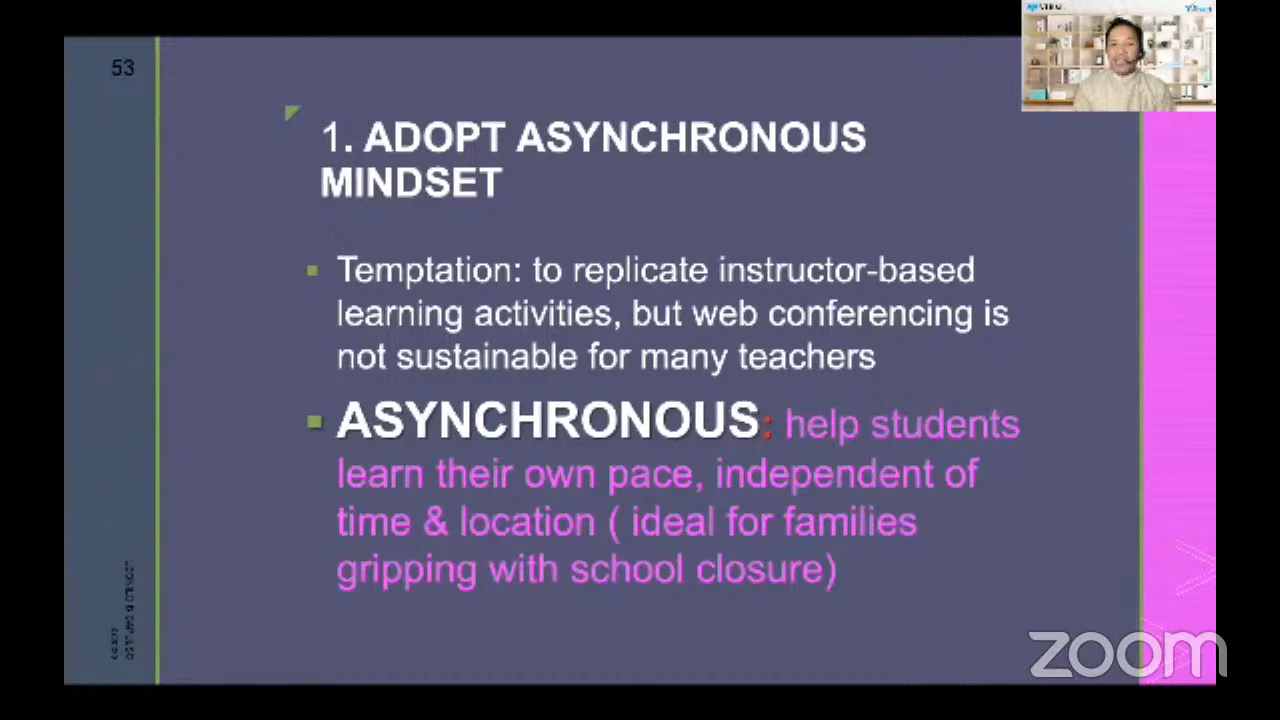 53
1. ADOPT ASYNCHRONOUS
MINDSET
Temptation: to replicate instructor-based
learning activities, but web conferencing is
not sustainable for many teachers
ASYNCHRONOUS: help students
learn their own pace, independent of
time & location ( ideal for families
gripping with school closure)
zoom